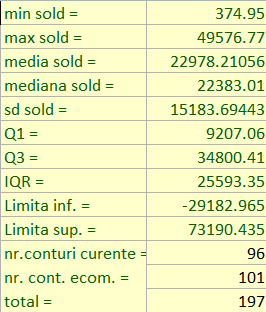 min sold = 374.95
max sold = 49576.77
media sold = 22978.21056
mediana sold = 22383.01
sd sold = 15183.69443
Q1 = 9207.06
Q3 = 34800.41
IQR = 25593.35
Limita inf. = -29182.965
Limita sup. = 73190.435
nr.conturi curente = 96
nr. cont. ecom. = 101
total = 197